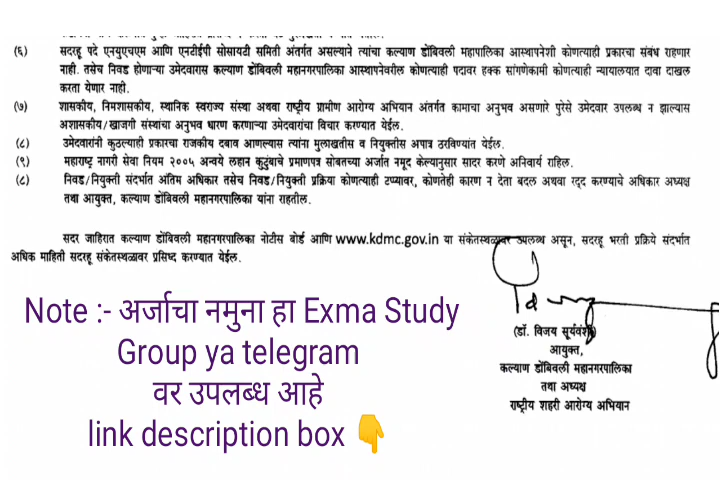 (६) सदरहू पदे एनयुएचएम आणि एनटीईपी सोसायटी समिती अंतर्गत असल्याने त्यांचा कल्याण डोंबिवली महापालिका आस्थापनेशी कोणत्याही प्रकारचा संबंध राहणार
नाही. तसेच निवड होणाऱ्या उमेदवारास कल्याण डोंबिवली महानगरपालिका आस्थापनेवरील कोणत्याही पदावर हक्क सांगणेकामी कोणत्याही न्यायालयात दावा दाखल
करता येणार नाही.
(७) शासकीय, निमशासकीय, स्थानिक स्वराज्य संस्था अथवा राष्ट्रीय ग्रामीण आरोग्य अभियान अंतर्गत कामाचा अनुभव असणारे पुरेसे उमेदवार उपलब्ध न झाल्यास
अशासकीय/खाजगी संस्थांचा अनुभव धारण करणाऱ्या उमेदवारांचा विचार करण्यात येईल.
(८) उमेदवारांनी कुठल्याही प्रकारचा राजकीय दबाव आणल्यास त्यांना मुलाखतीस व नियुक्तीस अपात्र ठरविण्यांत येईल.
(९) महाराष्ट्र नागरी सेवा नियम २००५ अन्वये लहान कुटुंबाचे प्रमाणपत्र सोबतच्या अर्जात नमूद केल्यानुसार सादर करणे अनिवार्य राहिल.
(८) निवड/नियुक्ती संदर्भात अंतिम अधिकार तसेच निवड/नियुक्ती प्रक्रिया कोणत्याही टप्प्यावर, कोणतेही कारण न देता बदल अथवा रद्द करण्याचे अधिकार अध्यक्ष
तथा आयुक्त, कल्याण डोंबिवली महानगरपालिका यांना राहतील.
सदर जाहिरात कल्याण डोंबिवली महानगरपालिका नोटीस बोर्ड आणि www.kdmc.gov.in या संकेतस्थळावर उपलब्ध असून, सदरहू भरती प्रक्रिये संदर्भात
अधिक माहिती सदरहू संकेतस्थळावर प्रसिध्द करण्यात येईल.
Note :- अर्जाचा नमुना हा Exma Study
Group ya telegram
वर उपलब्ध आहे
link description box 👇
(डॉ. विजय सूर्यवंशी)
आयुक्त,
कल्याण डोंबिवली महानगरपालिका
तथा अध्यक्ष
राष्ट्रीय शहरी आरोग्य अभियान